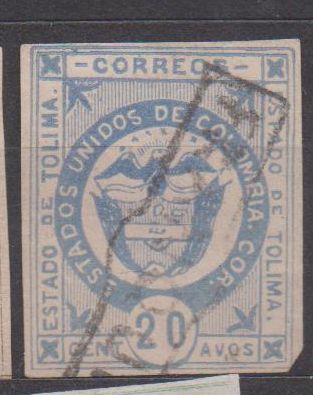 CORREOS
ESTADO DE TOLIMA.
ESTADO DE TOLIMA.
ESTADOS UNIDOS DE COLOMBIA. COR.
20
CENT AVOS